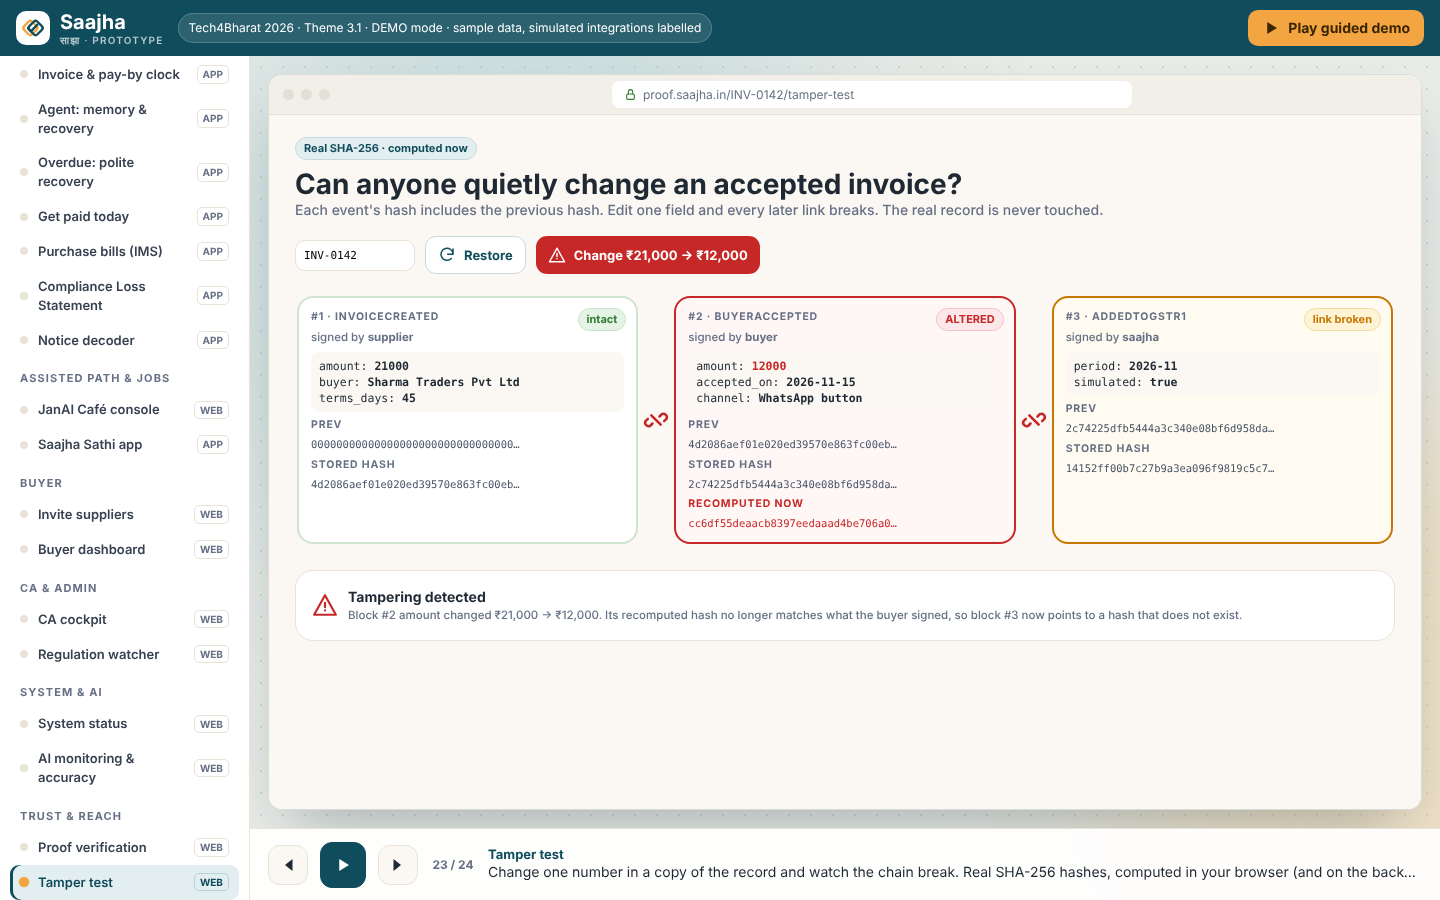 Saajha
साझा · PROTOTYPE
Tech4Bharat 2026 · Theme 3.1 · DEMO mode · sample data, simulated integrations labelled
Play guided demo
Invoice & pay-by clock APP
Agent: memory & recovery APP
Overdue: polite recovery APP
Get paid today APP
Purchase bills (IMS) APP
Compliance Loss Statement APP
Notice decoder APP
ASSISTED PATH & JOBS
JanAI Café console WEB
Saajha Sathi app APP
BUYER
Invite suppliers WEB
Buyer dashboard WEB
CA & ADMIN
CA cockpit WEB
Regulation watcher WEB
SYSTEM & AI
System status WEB
AI monitoring & accuracy WEB
TRUST & REACH
Proof verification WEB
Tamper test WEB
proof.saajha.in/INV-0142/tamper-test
Real SHA-256 · computed now
Can anyone quietly change an accepted invoice?
Each event's hash includes the previous hash. Edit one field and every later link breaks. The real record is never touched.
INV-0142
Restore
Change ₹21,000 → ₹12,000
#1 · INVOICECREATED
intact
signed by supplier
amount: 21000
buyer: Sharma Traders Pvt Ltd
terms_days: 45
PREV
00000000000000000000000000000000…
STORED HASH
4d2086aef01e020ed39570e863fc00eb…
#2 · BUYERACCEPTED
ALTERED
signed by buyer
amount: 12000
accepted_on: 2026-11-15
channel: WhatsApp button
PREV
4d2086aef01e020ed39570e863fc00eb…
STORED HASH
2c74225dfb5444a3c340e08bf6d958da…
RECOMPUTED NOW
cc6df55deaacb8397eedaaad4be706a0…
#3 · ADDEDTOGSTR1
link broken
signed by saajha
period: 2026-11
simulated: true
PREV
2c74225dfb5444a3c340e08bf6d958da…
STORED HASH
14152ff00b7c27b9a3ea096f9819c5c7…
Tampering detected
Block #2 amount changed ₹21,000 → ₹12,000. Its recomputed hash no longer matches what the buyer signed, so block #3 now points to a hash that does not exist.
23 / 24
Tamper test
Change one number in a copy of the record and watch the chain break. Real SHA-256 hashes, computed in your browser (and on the back…